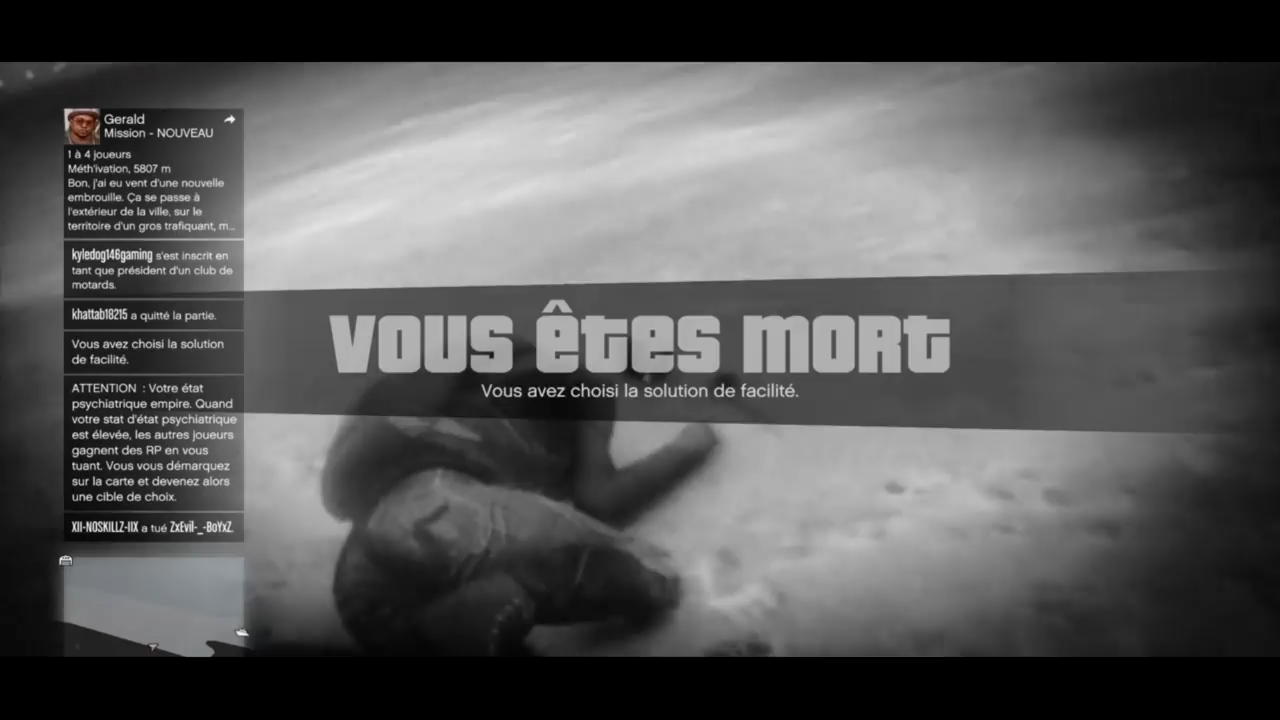 Gerald
Mission - NOUVEAU
1 à 4 joueurs
Méth'ivation, 5807 m
Bon, j'ai eu vent d'une nouvelle
embrouille. Ça se passe à
l'extérieur de la ville, sur le
territoire d'un gros trafiquant, m...
kyledog146gaming s'est inscrit en
tant que président d'un club de
motards.
khattab18215 a quitté la partie.
Vous avez choisi la solution
de facilité.
ATTENTION : Votre état
psychiatrique empire. Quand
votre stat d'état psychiatrique
est élevée, les autres joueurs
gagnent des RP en vous
tuant. Vous vous démarquez
sur la carte et devenez alors
une cible de choix.
XII-NOSKILLZ-IIX a tué ZxEvil-_-BoYxZ.
VOUS êtes MORT
Vous avez choisi la solution de facilité.